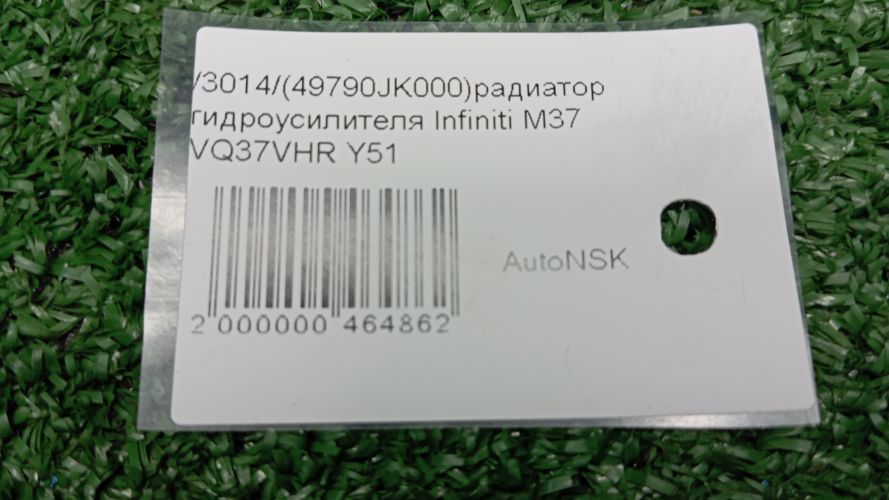 /3014/(49790JK000)радиатор
гидроусилителя Infiniti M37
VQ37VHR Y51
AutoNSK
2 000000 464862